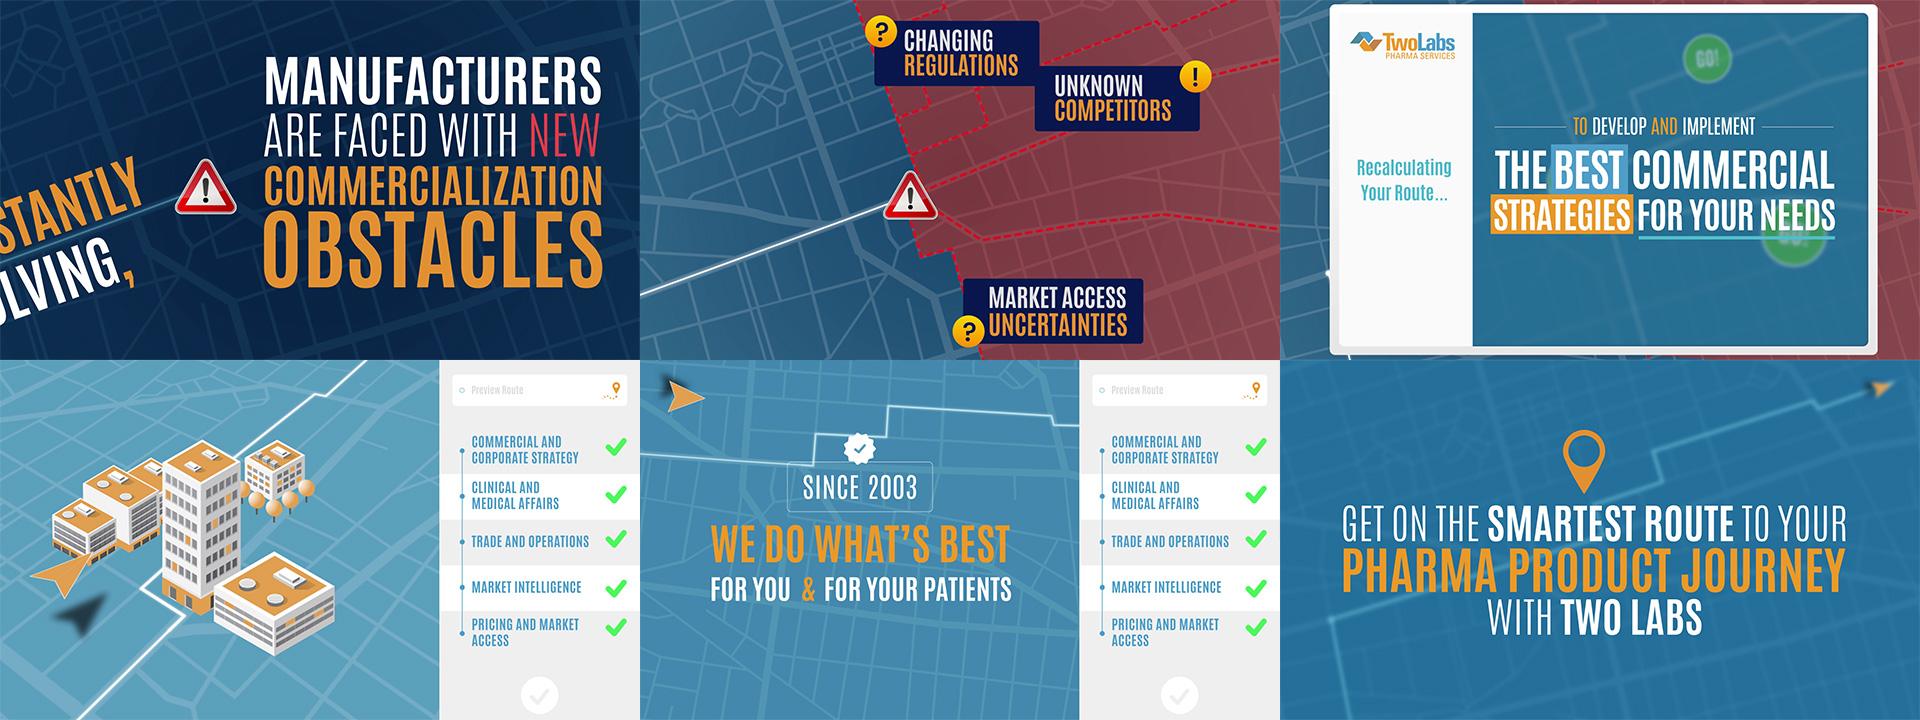 STANTLY
OLVING,
MANUFACTURERS
ARE FACED WITH NEW
COMMERCIALIZATION
OBSTACLES
?
CHANGING
REGULATIONS
UNKNOWN
COMPETITORS
!
MARKET ACCESS
UNCERTAINTIES
?
TwoLabs
PHARMA SERVICES
Recalculating
Your Route...
GO!
TO DEVELOP AND IMPLEMENT
THE BEST COMMERCIAL
STRATEGIES FOR YOUR NEEDS
GO!
Preview Route
COMMERCIAL AND
CORPORATE STRATEGY
CLINICAL AND
MEDICAL AFFAIRS
TRADE AND OPERATIONS
MARKET INTELLIGENCE
PRICING AND MARKET
ACCESS
SINCE 2003
WE DO WHAT'S BEST
FOR YOU & FOR YOUR PATIENTS
Preview Route
COMMERCIAL AND
CORPORATE STRATEGY
CLINICAL AND
MEDICAL AFFAIRS
TRADE AND OPERATIONS
MARKET INTELLIGENCE
PRICING AND MARKET
ACCESS
GET ON THE SMARTEST ROUTE TO YOUR
PHARMA PRODUCT JOURNEY
WITH TWO LABS